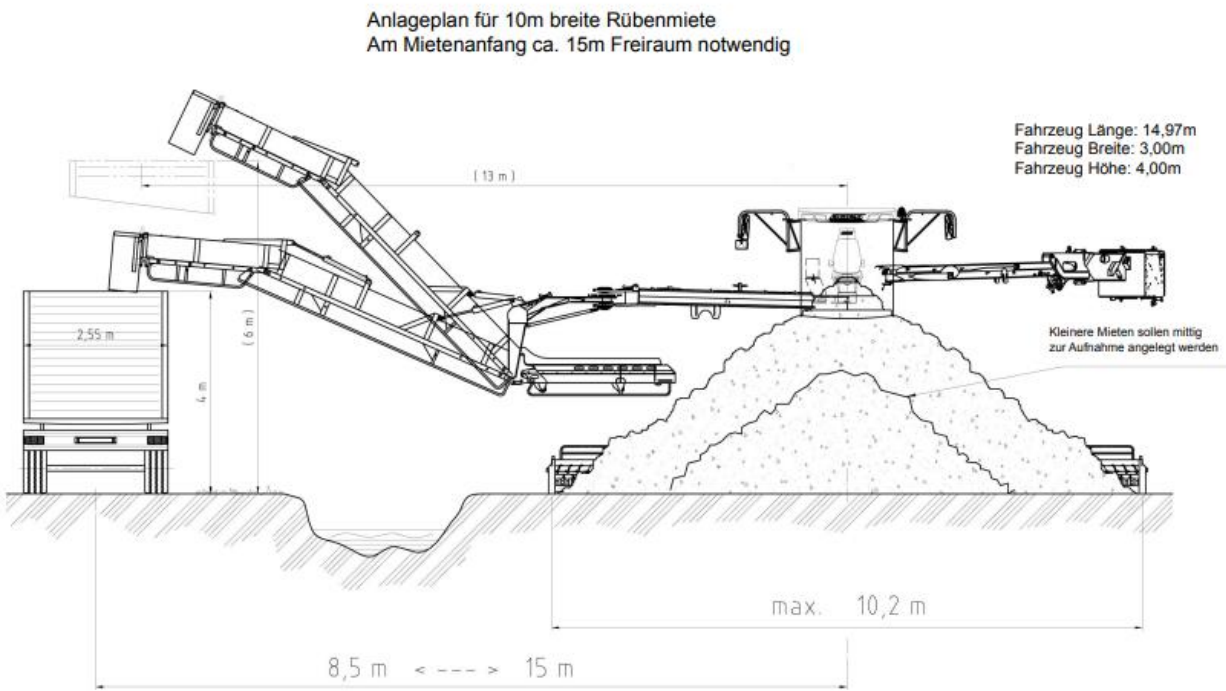 Anlageplan für 10m breite Rübenmiete
Am Mietenanfang ca. 15m Freiraum notwendig
Fahrzeug Länge: 14,97m
Fahrzeug Breite: 3,00m
Fahrzeug Höhe: 4,00m
( 13 m )
Kleinere Mieten sollen mittig
zur Aufnahme angelegt werden
2,55 m
4 m
( 6 m )
max. 10,2 m
8,5 m < - - - > 15 m